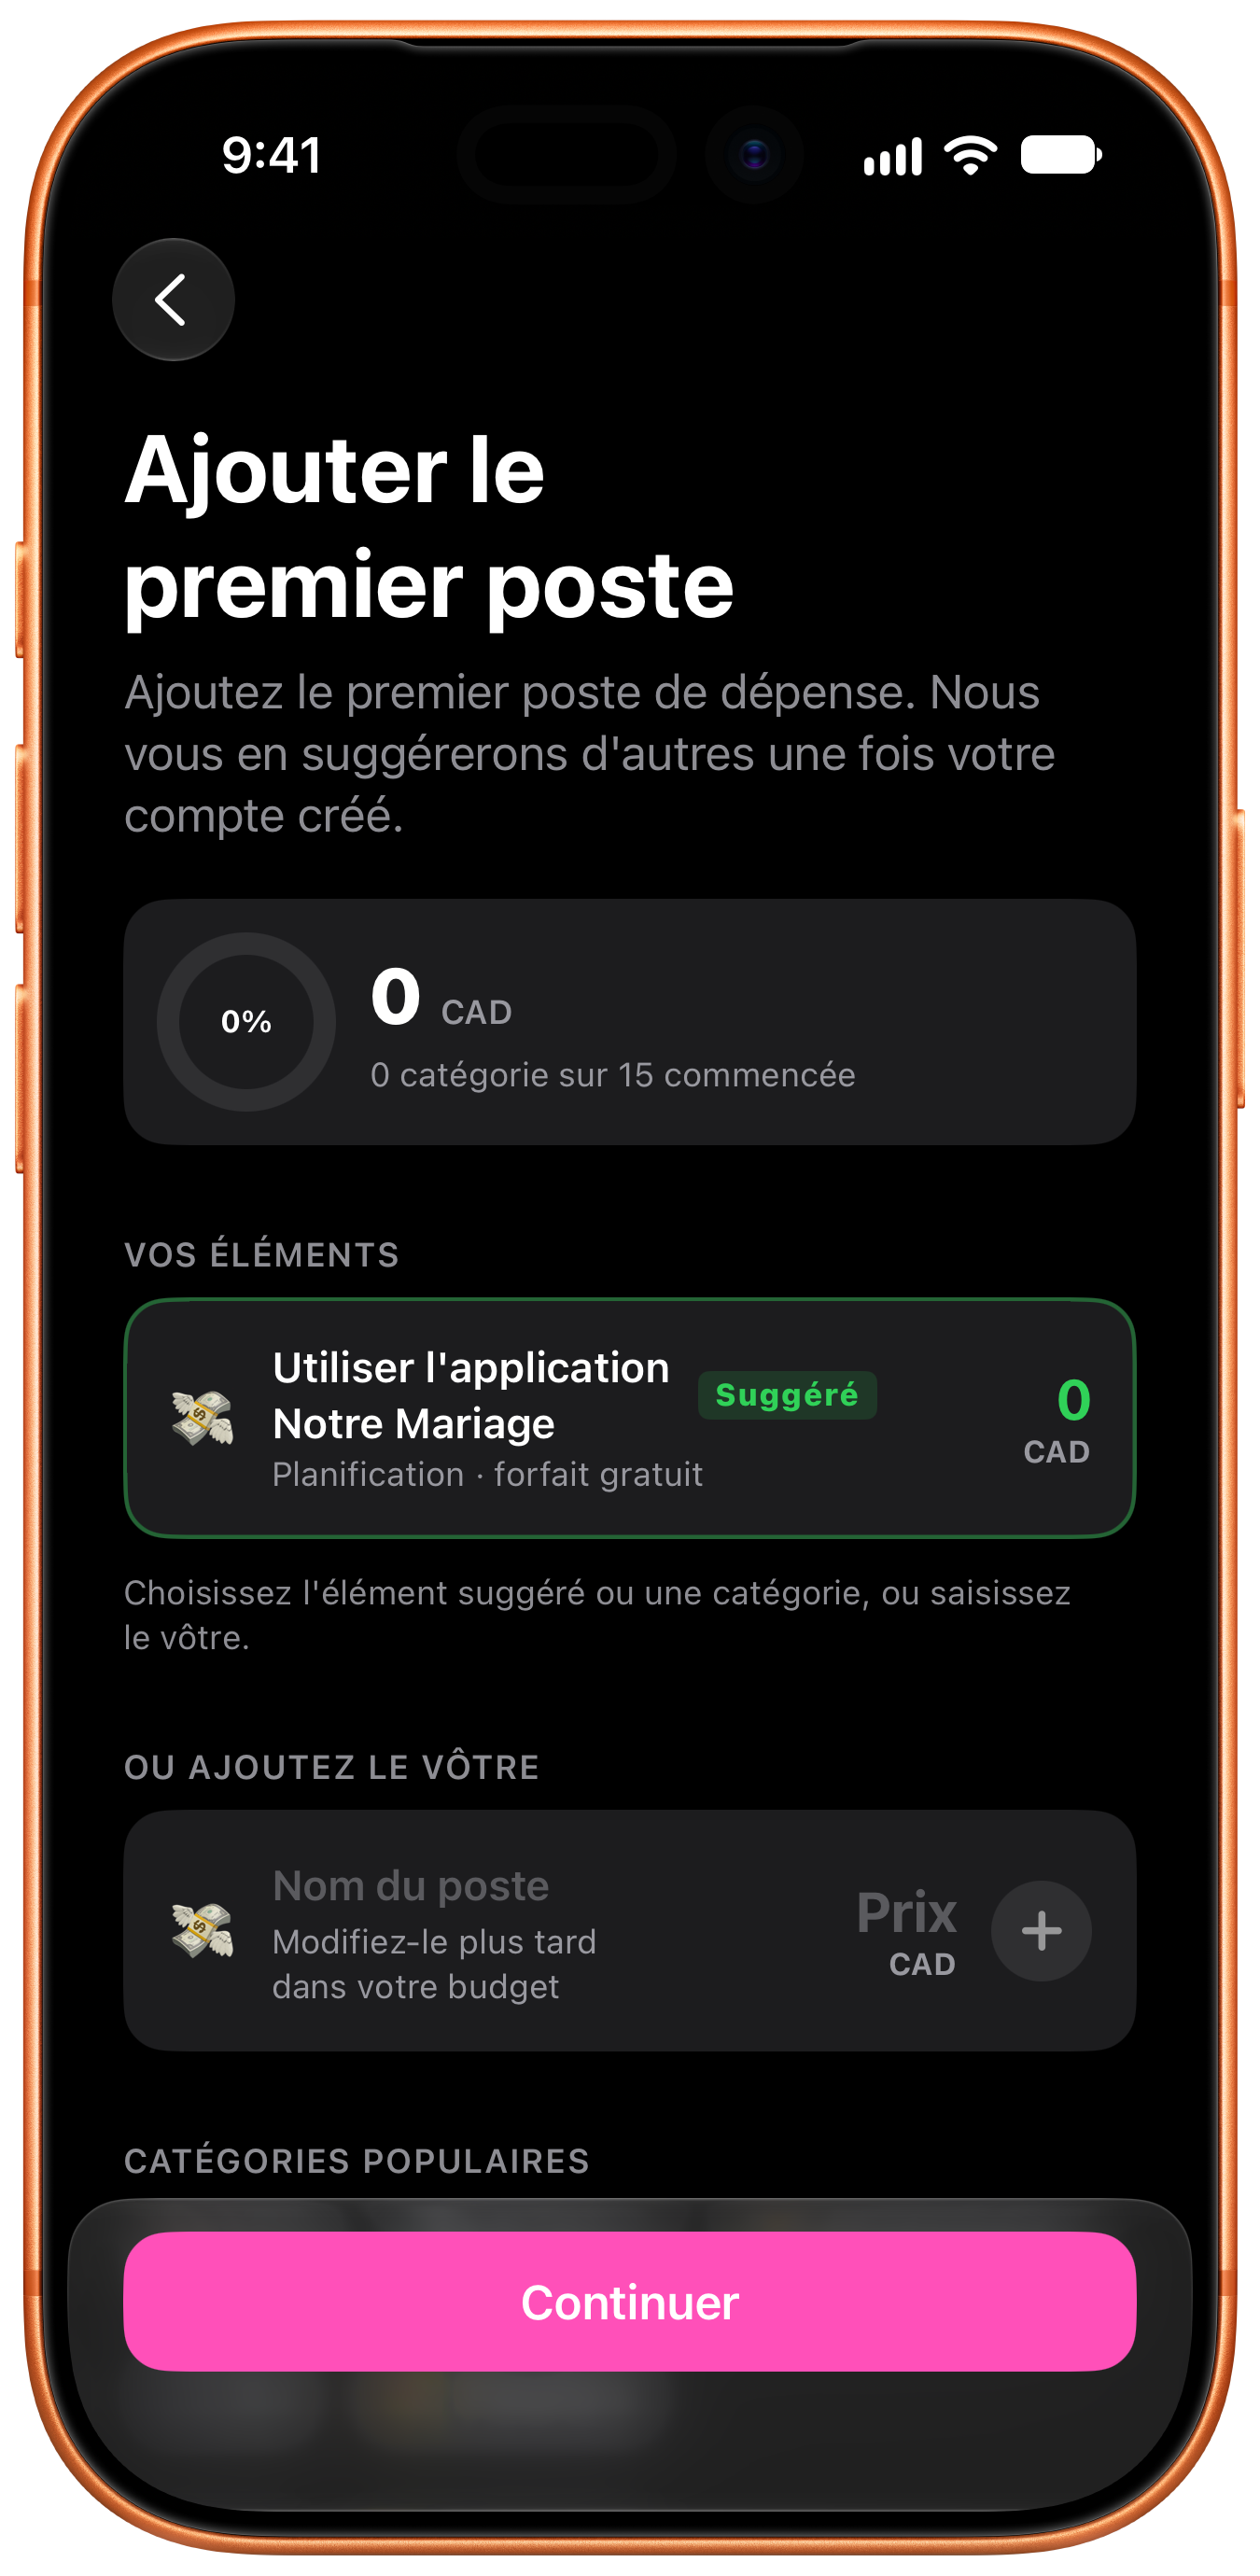 9:41
Ajouter le
premier poste
Ajoutez le premier poste de dépense. Nous
vous en suggérerons d'autres une fois votre
compte créé.
0%
0 CAD
0 catégorie sur 15 commencée
VOS ÉLÉMENTS
Utiliser l'application
Notre Mariage
Suggéré
Planification · forfait gratuit
0
CAD
Choisissez l'élément suggéré ou une catégorie, ou saisissez
le vôtre.
OU AJOUTEZ LE VÔTRE
Nom du poste
Modifiez-le plus tard
dans votre budget
Prix
CAD
CATÉGORIES POPULAIRES
Continuer